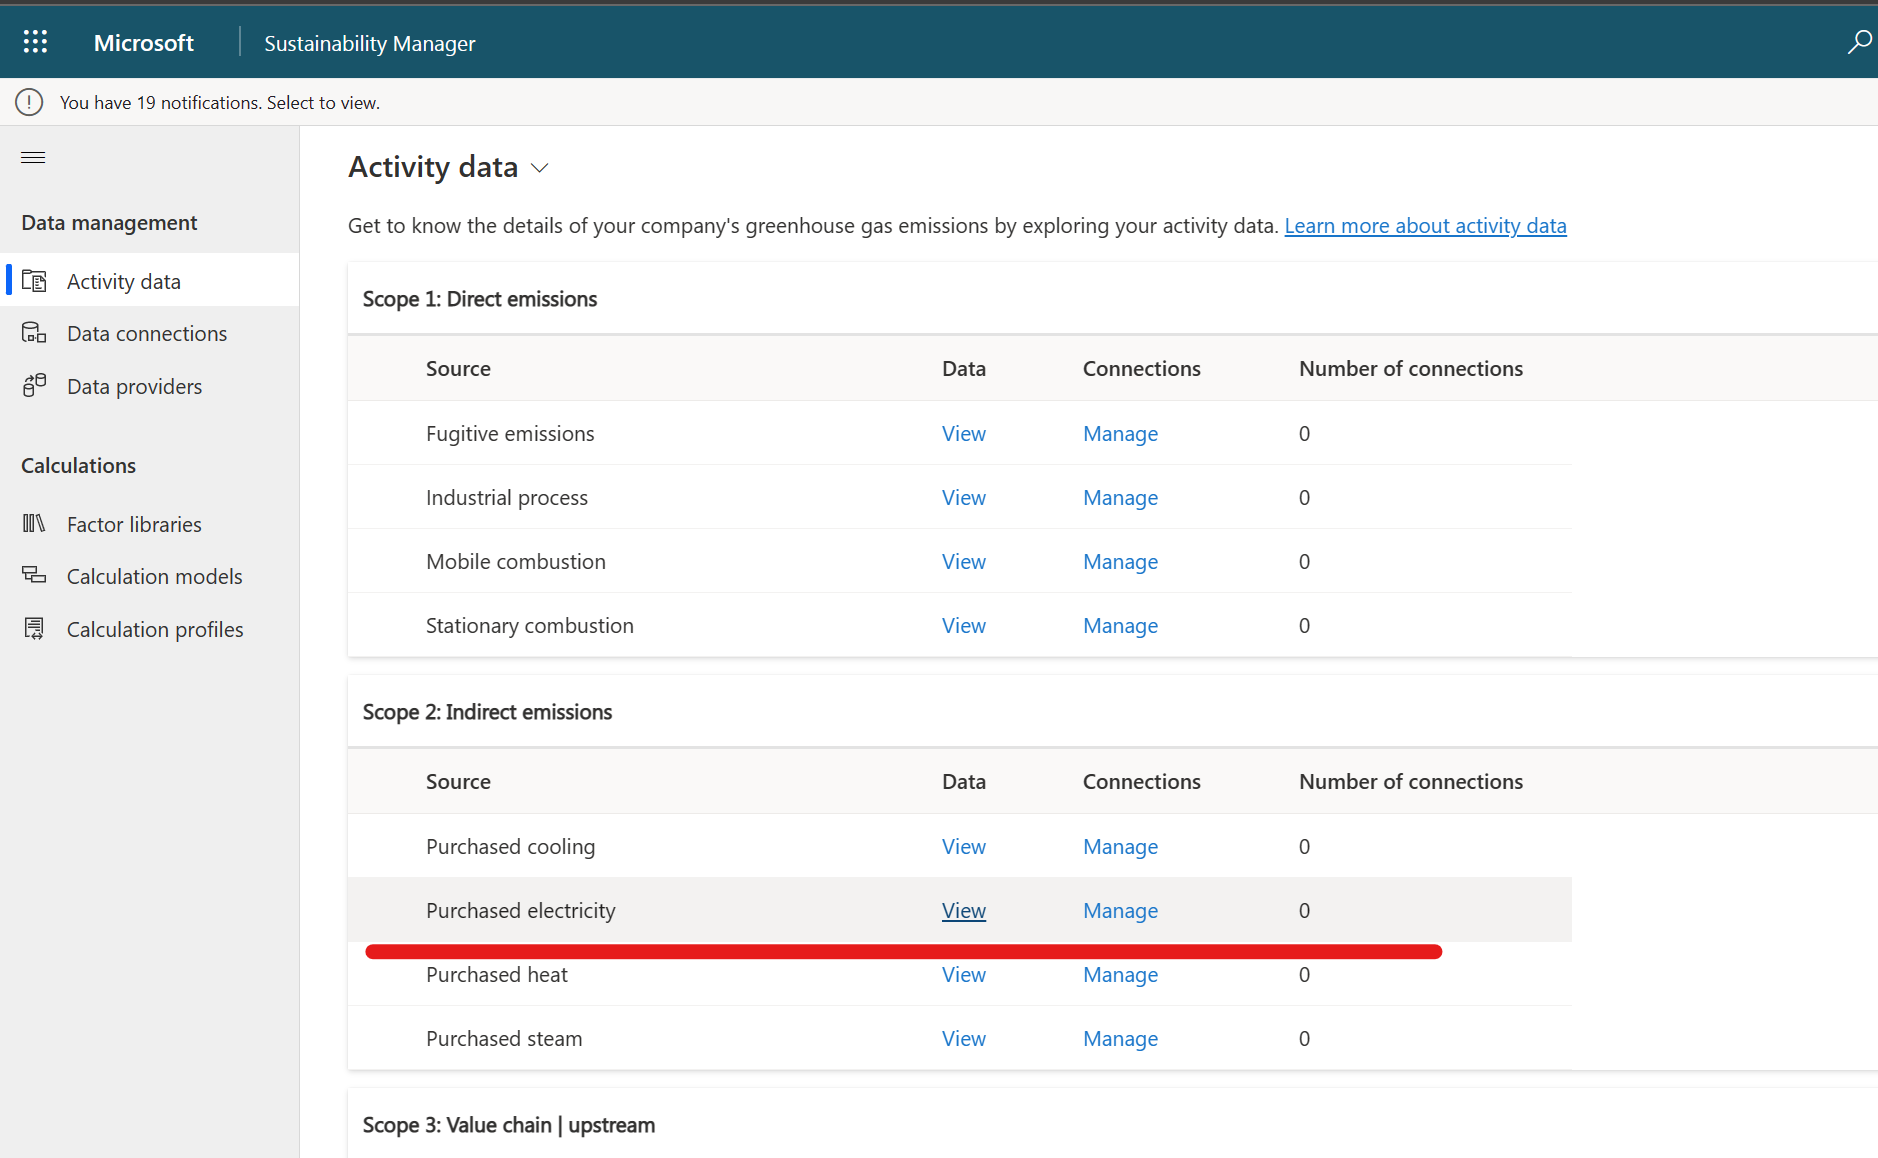 Microsoft Sustainability Manager
You have 19 notifications. Select to view.
Activity data
Get to know the details of your company's greenhouse gas emissions by exploring your activity data. Learn more about activity data
Data management
Activity data
Data connections
Data providers
Calculations
Factor libraries
Calculation models
Calculation profiles
Scope 1: Direct emissions
Source Data Connections Number of connections
Fugitive emissions View Manage 0
Industrial process View Manage 0
Mobile combustion View Manage 0
Stationary combustion View Manage 0
Scope 2: Indirect emissions
Source Data Connections Number of connections
Purchased cooling View Manage 0
Purchased electricity View Manage 0
Purchased heat View Manage 0
Purchased steam View Manage 0
Scope 3: Value chain | upstream